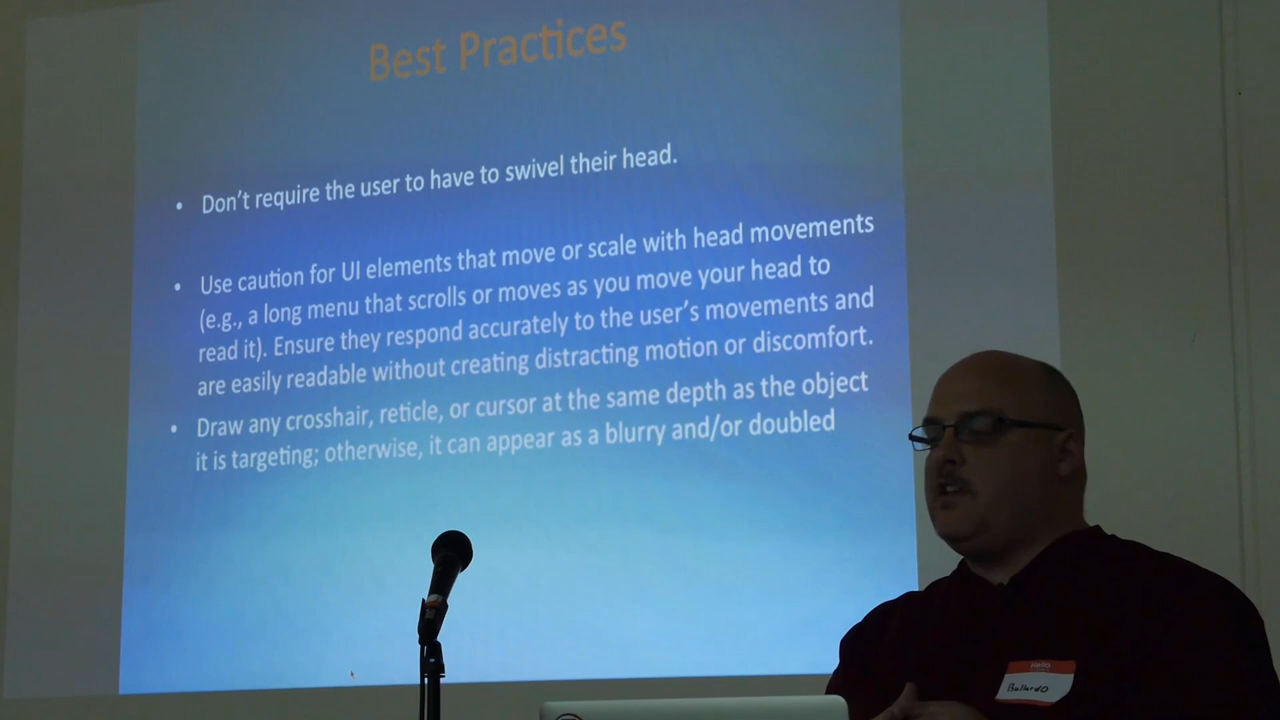 Best Practices
• Don't require the user to have to swivel their head.
• Use caution for UI elements that move or scale with head movements
(e.g., a long menu that scrolls or moves as you move your head to
read it). Ensure they respond accurately to the user's movements and
are easily readable without creating distracting motion or discomfort.
• Draw any crosshair, reticle, or cursor at the same depth as the object
it is targeting; otherwise, it can appear as a blurry and/or doubled
Hello